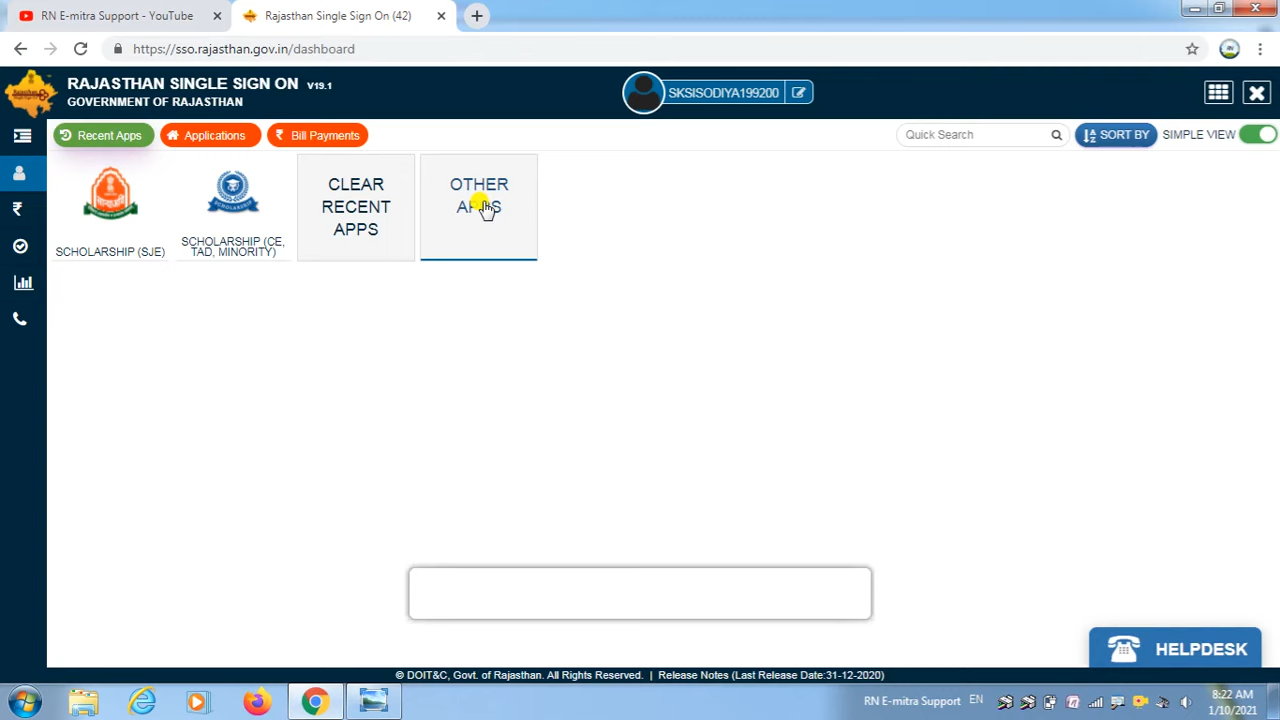 RN E-mitra Support - YouTube
Rajasthan Single Sign On (42)
https://sso.rajasthan.gov.in/dashboard
RAJASTHAN SINGLE SIGN ON V19.1
GOVERNMENT OF RAJASTHAN
SKSISODIYA199200
Recent Apps
Applications
₹ Bill Payments
Quick Search
SORT BY
SIMPLE VIEW
SCHOLARSHIP (SJE)
SCHOLARSHIP (CE,
TAD, MINORITY)
CLEAR
RECENT
APPS
OTHER
APPS
HELPDESK
© DOIT&C, Govt. of Rajasthan. All Rights Reserved. | Release Notes (Last Release Date:31-12-2020)
RN E-mitra Support
EN
8:22 AM
1/10/2021